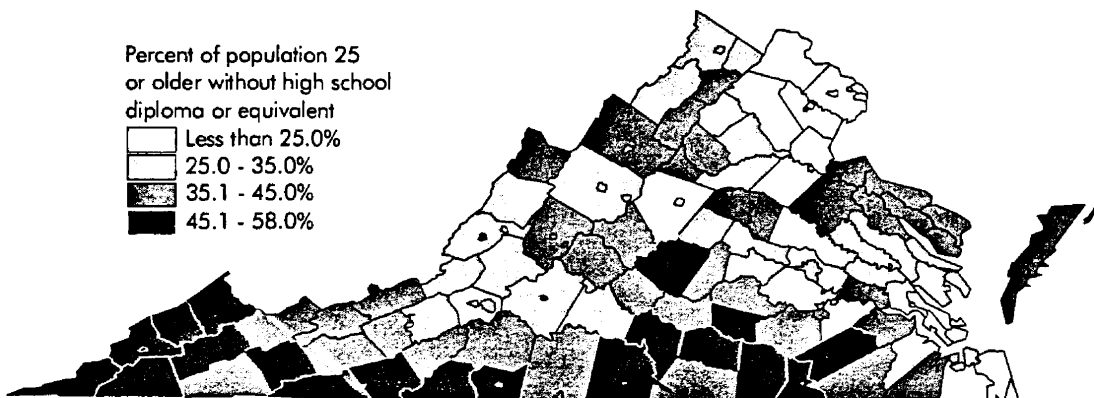 Percent of population 25
or older without high school
diploma or equivalent
Less than 25.0%
25.0 - 35.0%
35.1 - 45.0%
45.1 - 58.0%